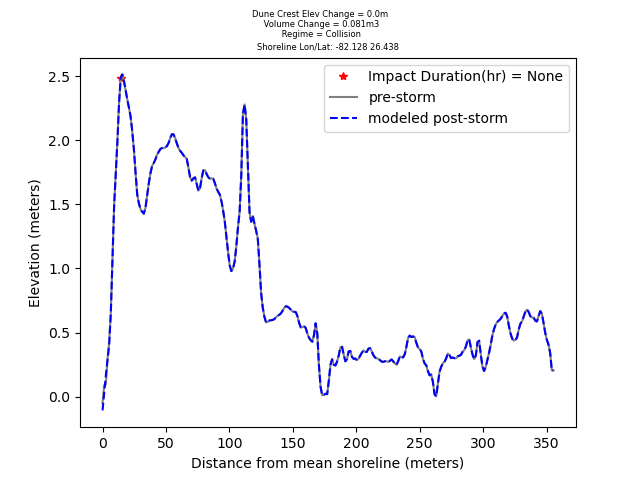 Dune Crest Elev Change = 0.0m
Volume Change = 0.081m3
Regime = Collision
Shoreline Lon/Lat: -82.128 26.438
Impact Duration(hr) = None
pre-storm
modeled post-storm
Elevation (meters)
2.5
2.0
1.5
1.0
0.5
0.0
0 50 100 150 200 250 300 350
Distance from mean shoreline (meters)